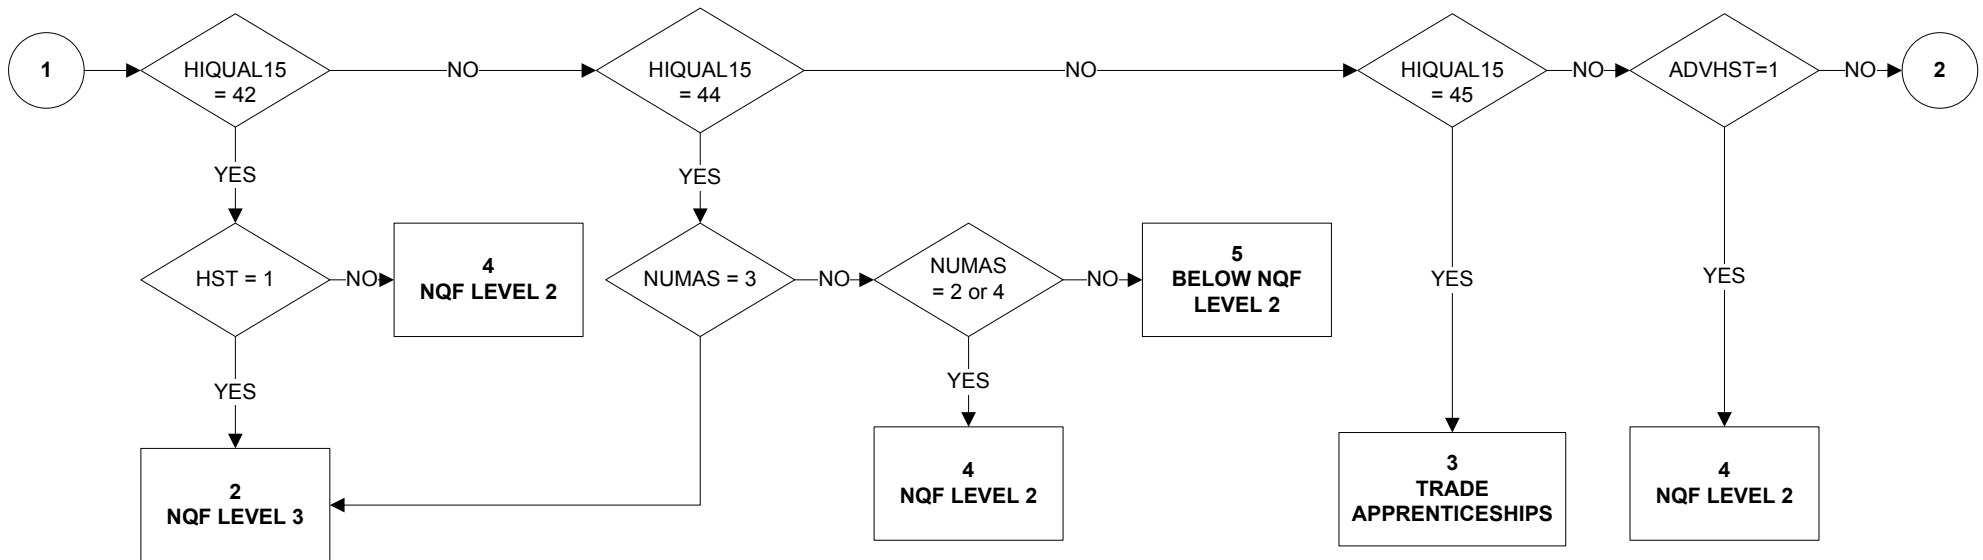 1
HIQUAL15
= 42
NO
HIQUAL15
= 44
NO
HIQUAL15
= 45
NO
ADVHST=1
NO
2
YES
YES
HST = 1
NO
4
NQF LEVEL 2
NUMAS = 3
NO
NUMAS
= 2 or 4
NO
5
BELOW NQF
LEVEL 2
YES
YES
YES
YES
2
NQF LEVEL 3
4
NQF LEVEL 2
3
TRADE
APPRENTICESHIPS
4
NQF LEVEL 2